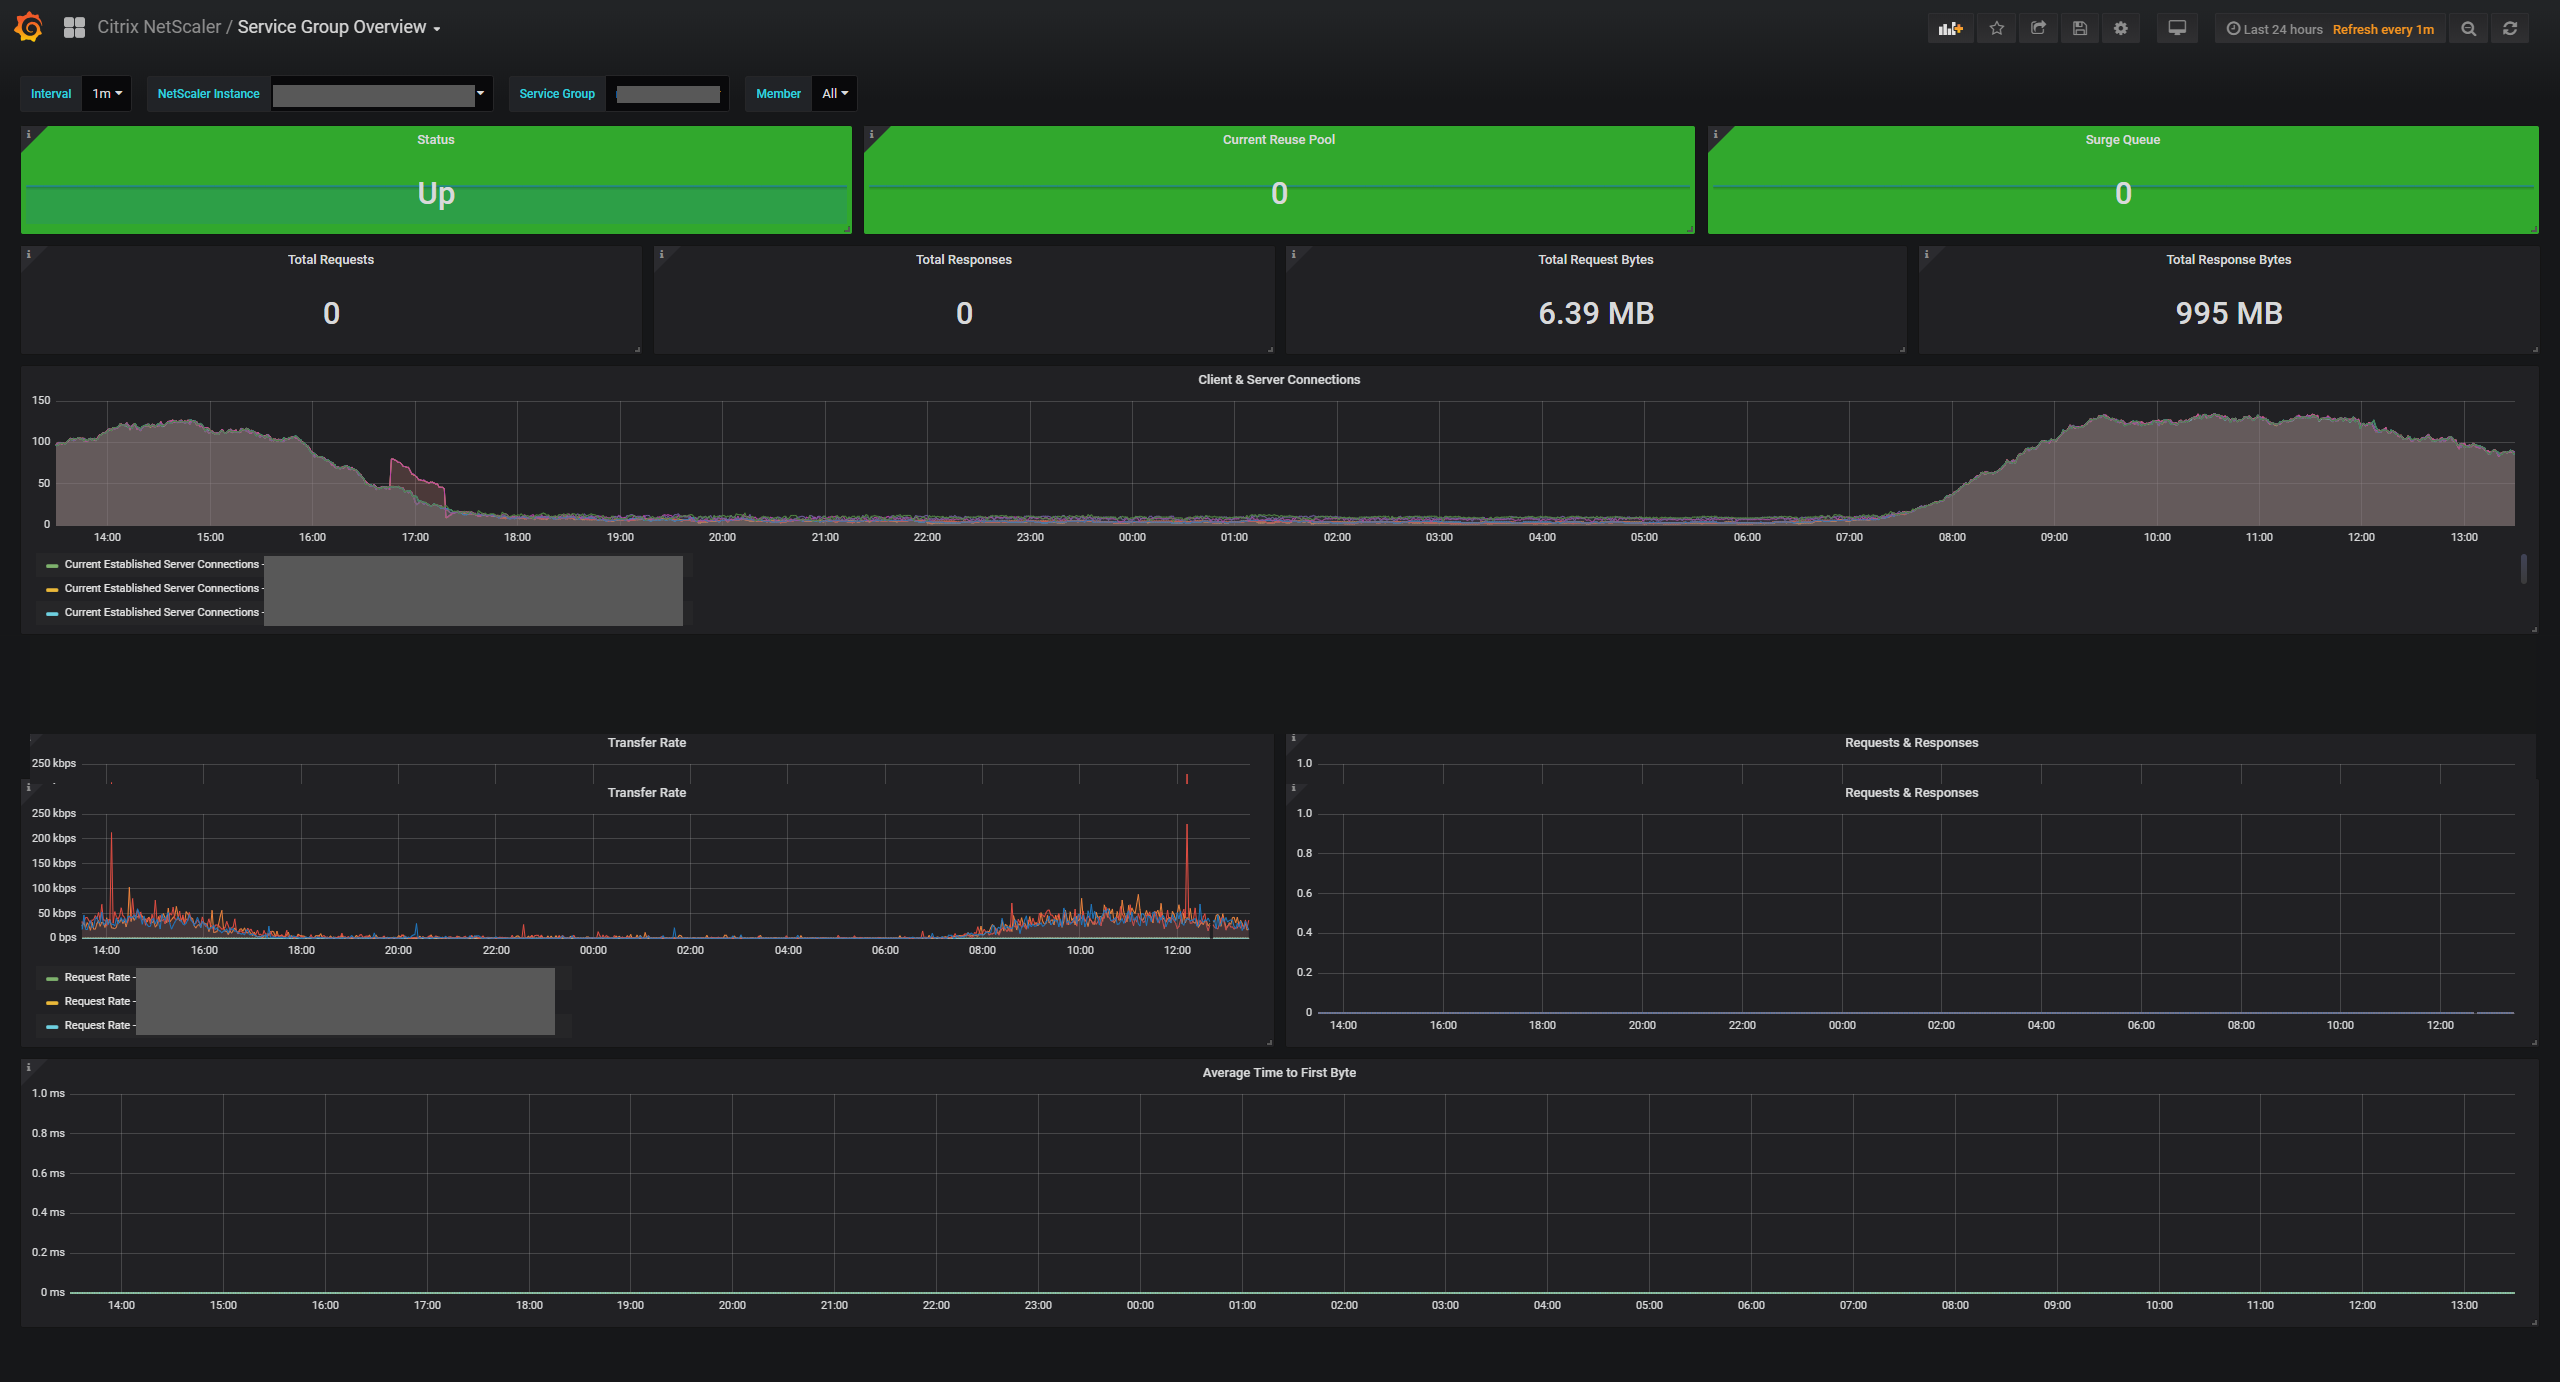 Citrix NetScaler / Service Group Overview
Last 24 hours Refresh every 1m
Interval 1m NetScaler Instance Service Group Member All
Status Current Reuse Pool Surge Queue
Up 0 0
Total Requests Total Responses Total Request Bytes Total Response Bytes
0 0 6.39 MB 995 MB
Client & Server Connections
150
100
50
0
14:00 15:00 16:00 17:00 18:00 19:00 20:00 21:00 22:00 23:00 00:00 01:00 02:00 03:00 04:00 05:00 06:00 07:00 08:00 09:00 10:00 11:00 12:00 13:00
Current Established Server Connections -
Current Established Server Connections -
Current Established Server Connections -
Transfer Rate
250 kbps
Transfer Rate
250 kbps
200 kbps
150 kbps
100 kbps
50 kbps
0 bps
14:00 16:00 18:00 20:00 22:00 00:00 02:00 04:00 06:00 08:00 10:00 12:00
Request Rate -
Request Rate -
Request Rate -
Requests & Responses
1.0
Requests & Responses
1.0
0.8
0.6
0.4
0.2
0
14:00 16:00 18:00 20:00 22:00 00:00 02:00 04:00 06:00 08:00 10:00 12:00
Average Time to First Byte
1.0 ms
0.8 ms
0.6 ms
0.4 ms
0.2 ms
0 ms
14:00 15:00 16:00 17:00 18:00 19:00 20:00 21:00 22:00 23:00 00:00 01:00 02:00 03:00 04:00 05:00 06:00 07:00 08:00 09:00 10:00 11:00 12:00 13:00